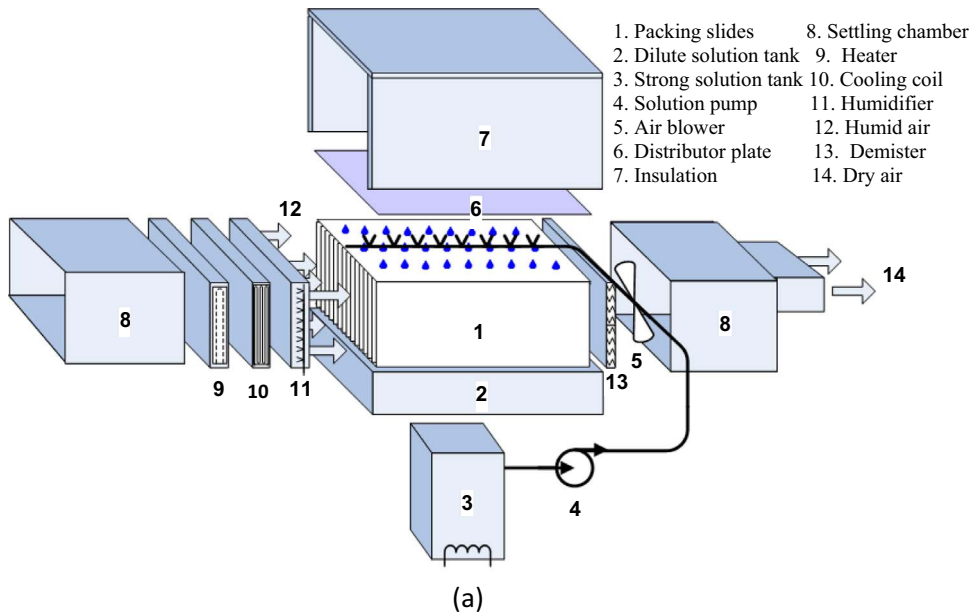 1. Packing slides 8. Settling chamber
2. Dilute solution tank 9. Heater
3. Strong solution tank 10. Cooling coil
4. Solution pump 11. Humidifier
5. Air blower 12. Humid air
6. Distributor plate 13. Demister
7. Insulation 14. Dry air
7
12
6
14
8
1
8
5
9
10
11
13
2
3
4
(a)